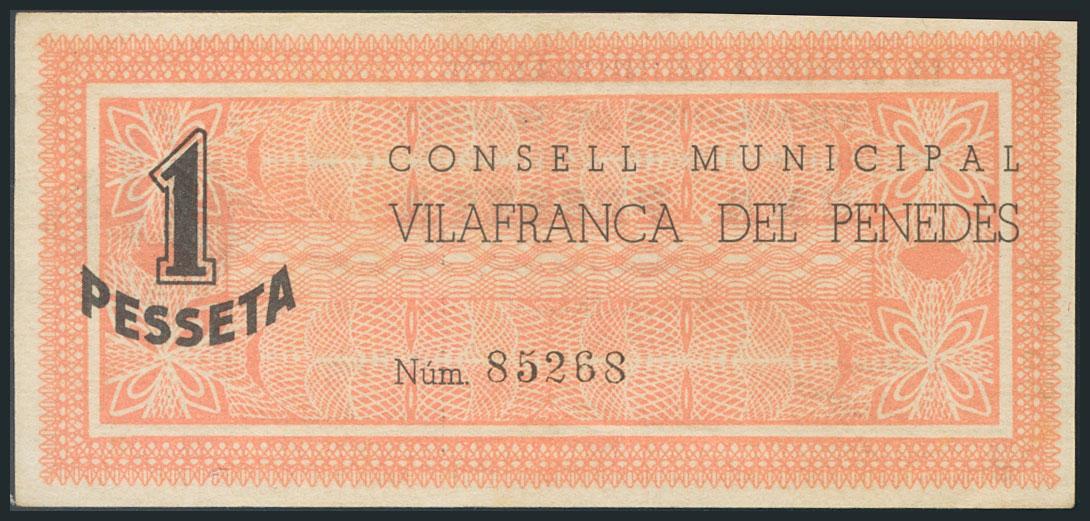 1
PESSETA
CONSELL MUNICIPAL
VILAFRANCA DEL PENEDÈS
Núm. 85268